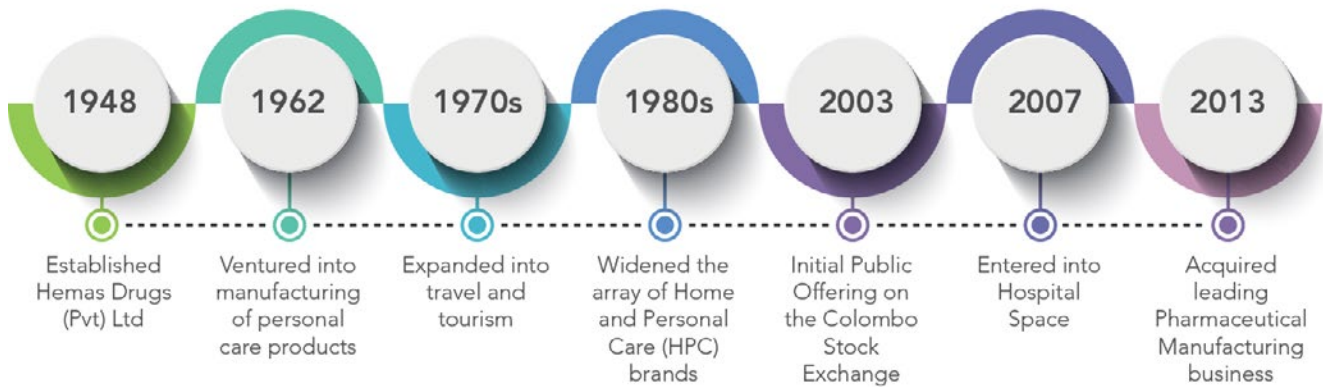 1948
1962
1970s
1980s
2003
2007
2013
Established
Hemas Drugs
(Pvt) Ltd
Ventured into
manufacturing
of personal
care products
Expanded into
travel and
tourism
Widened the
array of Home
and Personal
Care (HPC)
brands
Initial Public
Offering on
the Colombo
Stock
Exchange
Entered into
Hospital
Space
Acquired
leading
Pharmaceutical
Manufacturing
business